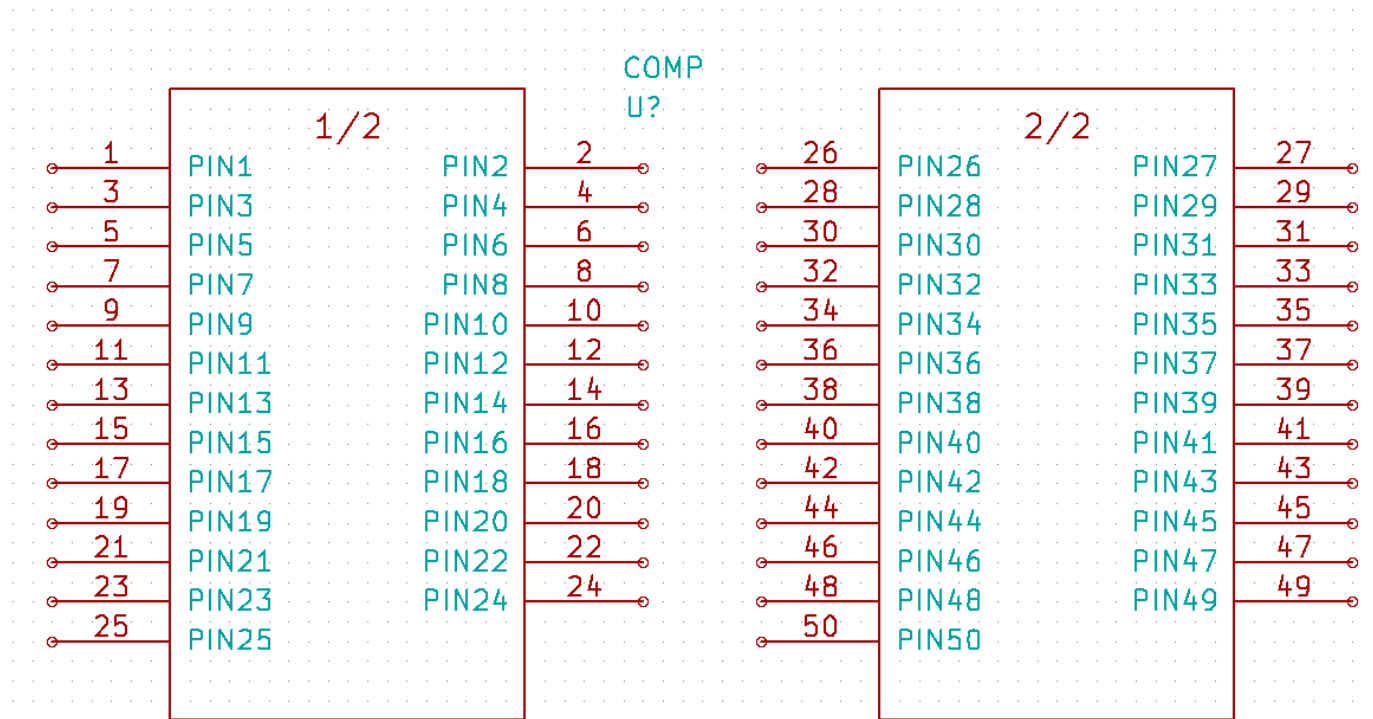 COMP
U?
1/2 2/2
1 PIN1 PIN2 2 26 PIN26 PIN27 27
3 PIN3 PIN4 4 28 PIN28 PIN29 29
5 PIN5 PIN6 6 30 PIN30 PIN31 31
7 PIN7 PIN8 8 32 PIN32 PIN33 33
9 PIN9 PIN10 10 34 PIN34 PIN35 35
11 PIN11 PIN12 12 36 PIN36 PIN37 37
13 PIN13 PIN14 14 38 PIN38 PIN39 39
15 PIN15 PIN16 16 40 PIN40 PIN41 41
17 PIN17 PIN18 18 42 PIN42 PIN43 43
19 PIN19 PIN20 20 44 PIN44 PIN45 45
21 PIN21 PIN22 22 46 PIN46 PIN47 47
23 PIN23 PIN24 24 48 PIN48 PIN49 49
25 PIN25 50 PIN50